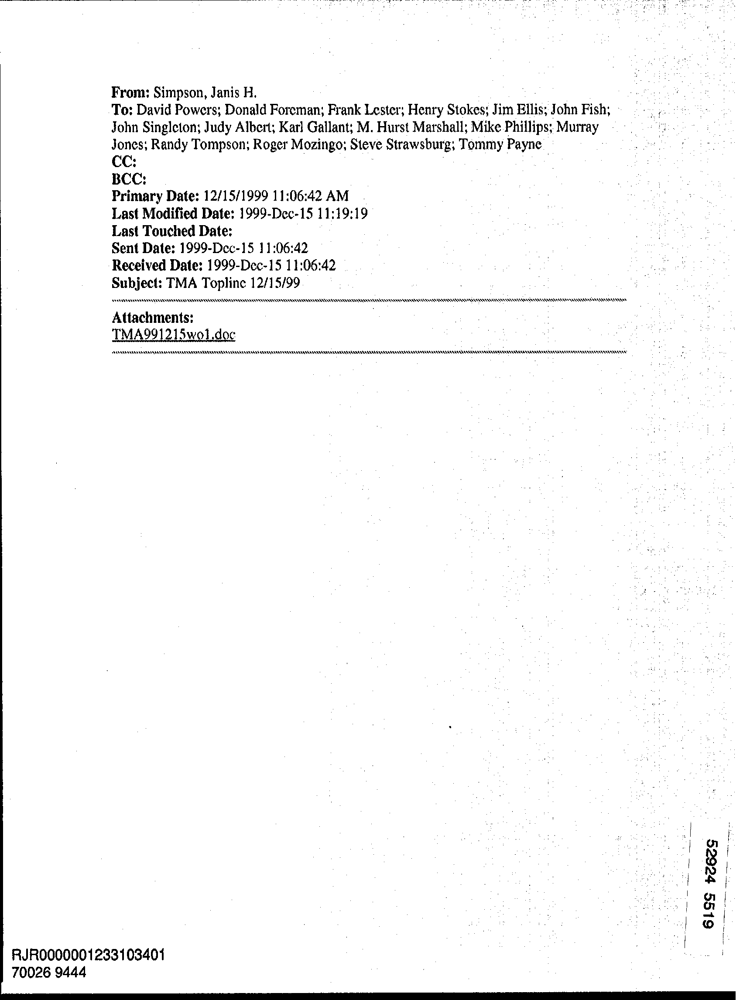 From: Simpson, Janis H.
To: David Powers; Donald Foreman; Frank Lester; Henry Stokes; Jim Ellis; John Fish;
John Singleton; Judy Albert; Karl Gallant; M. Hurst Marshall; Mike Phillips; Murray
Jones; Randy Tompson; Roger Mozingo; Steve Strawsburg; Tommy Payne
CC:
BCC:
Primary Date: 12/15/1999 11:06:42 AM
Last Modified Date: 1999-Dec-15 11:19:19
Last Touched Date:
Sent Date: 1999-Dec-15 11:06:42
Received Date: 1999-Dec-15 11:06:42
Subject: TMA Topline 12/15/99
Attachments:
TMA991215wo1.doc
52924 5519
RJR0000001233103401
70026 9444